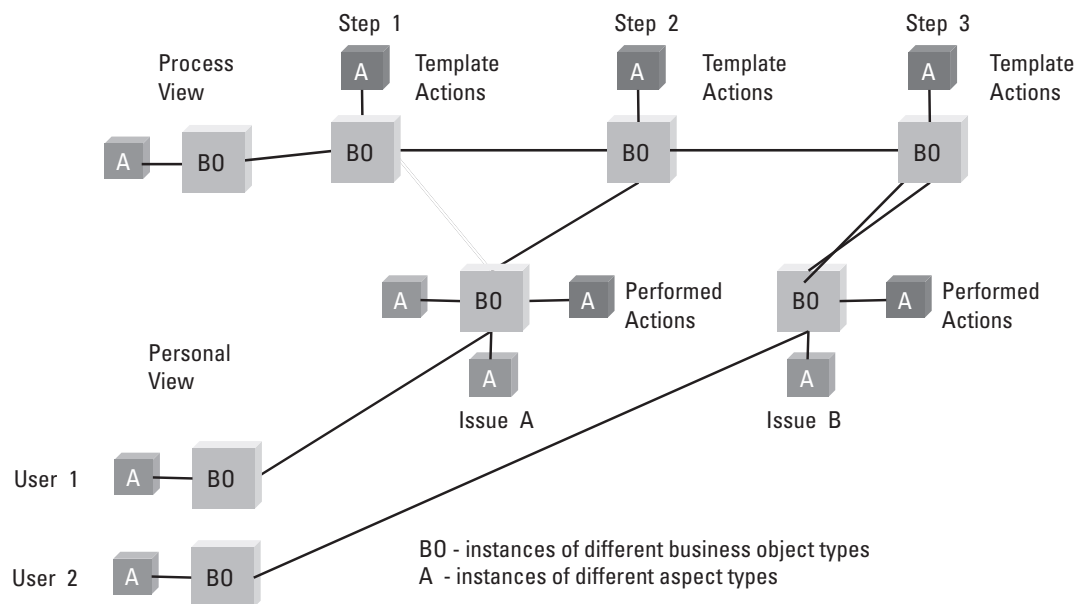 Step 1
Step 2
Step 3
Process
View
A
Template
Actions
A
Template
Actions
A
Template
Actions
A
BO
BO
BO
BO
A
BO
A
Performed
Actions
BO
A
Performed
Actions
Personal
View
A
Issue A
A
Issue B
User 1
A
BO
User 2
A
BO
BO - instances of different business object types
A - instances of different aspect types